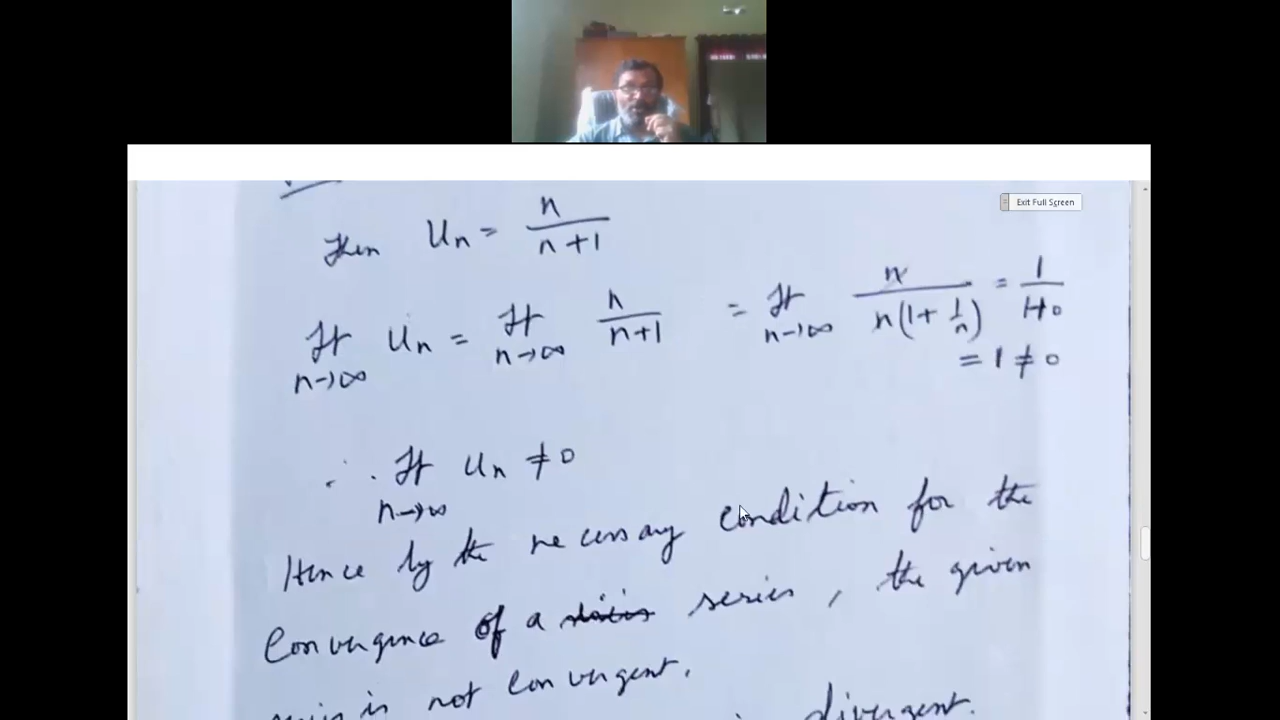 Exit Full Screen
Then Un = n/(n+1)
lt n→∞ Un = lt n→∞ n/(n+1) = lt n→∞ n/(n(1+1/n)) = 1/(1+0)
= 1 ≠ 0
∴ lt n→∞ Un ≠ 0
Hence by the necessary condition for the
Convergence of a series, the given
series is not Convergent.
divergent.